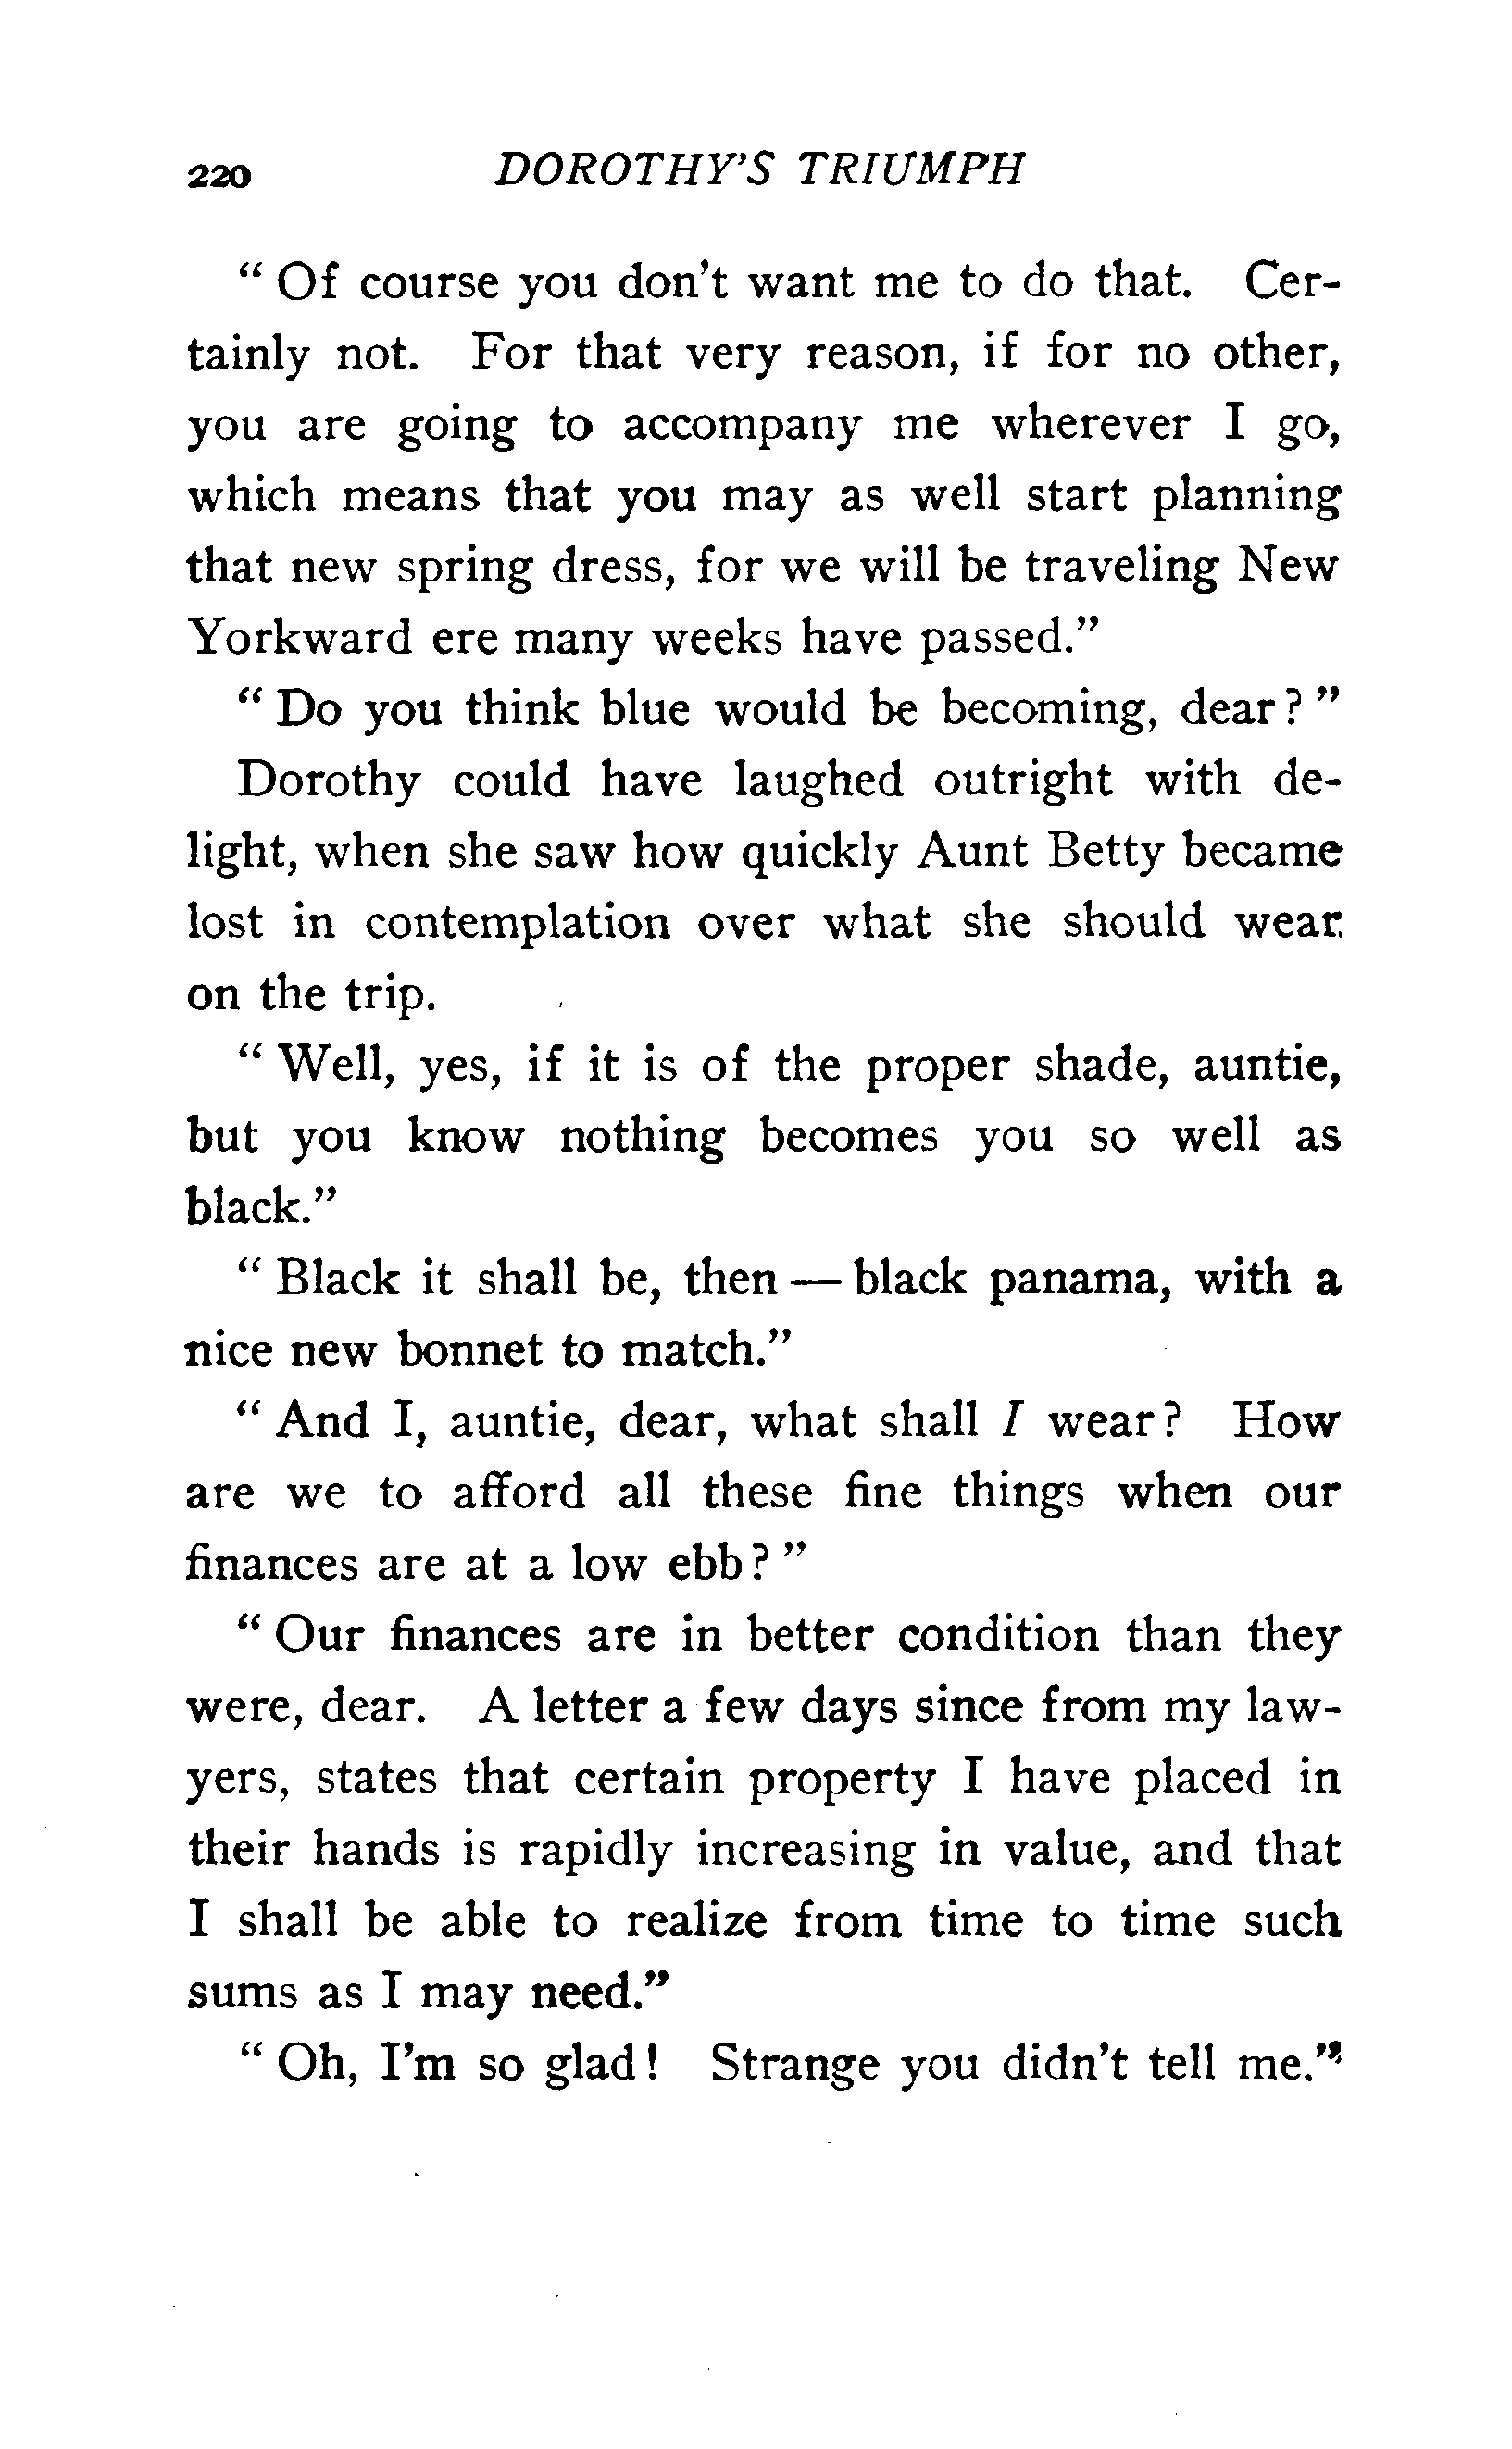 220 DOROTHY'S TRIUMPH
" Of course you don't want me to do that. Cer-
tainly not. For that very reason, if for no other,
you are going to accompany me wherever I go,
which means that you may as well start planning
that new spring dress, for we will be traveling New
Yorkward ere many weeks have passed."
" Do you think blue would be becoming, dear? "
Dorothy could have laughed outright with de-
light, when she saw how quickly Aunt Betty became
lost in contemplation over what she should wear
on the trip.
" Well, yes, if it is of the proper shade, auntie,
but you know nothing becomes you so well as
black."
" Black it shall be, then — black panama, with a
nice new bonnet to match."
" And I, auntie, dear, what shall I wear? How
are we to afford all these fine things when our
finances are at a low ebb? "
" Our finances are in better condition than they
were, dear. A letter a few days since from my law-
yers, states that certain property I have placed in
their hands is rapidly increasing in value, and that
I shall be able to realize from time to time such
sums as I may need."
" Oh, I'm so glad! Strange you didn't tell me."